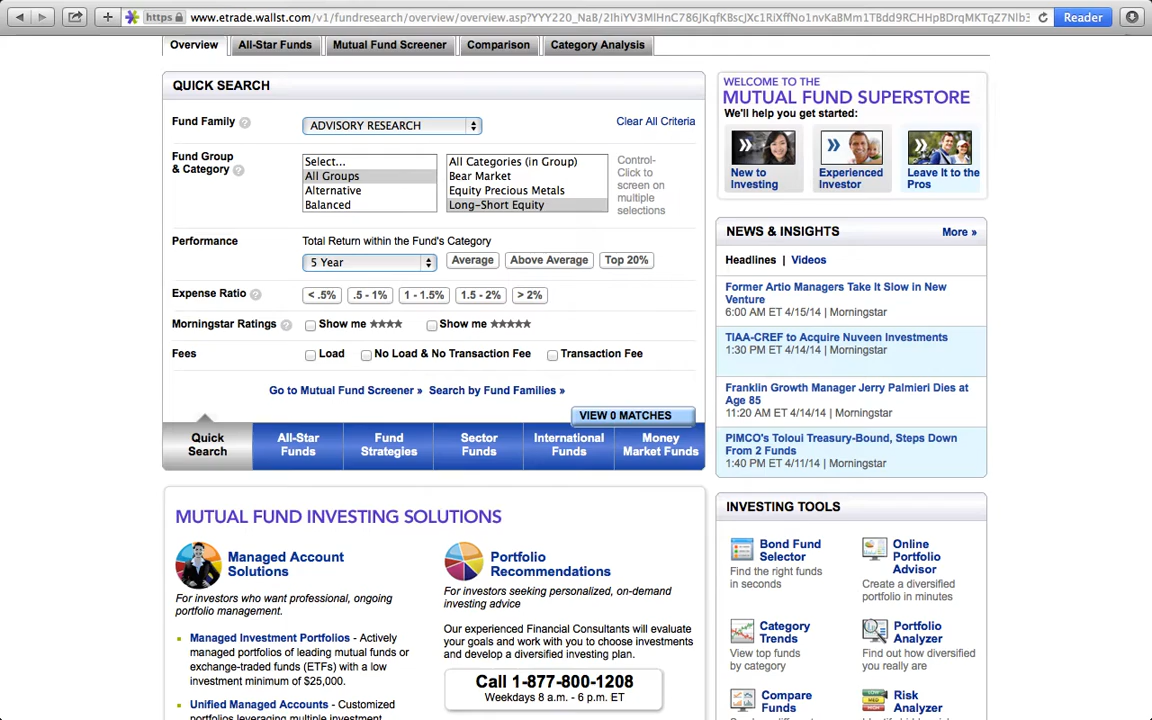 https
www.etrade.wallst.com/v1/fundresearch/overview/overview.asp?
Reader
Overview
All-Star Funds
Mutual Fund Screener
Comparison
Category Analysis
QUICK SEARCH
Fund Family ?
ADVISORY RESEARCH
Clear All Criteria
Fund Group
& Category ?
Select...
All Groups
Alternative
Balanced
All Categories (in Group)
Bear Market
Equity Precious Metals
Long-Short Equity
Control-
Click to
screen on
multiple
selections
Performance
Total Return within the Fund's Category
5 Year
Average
Above Average
Top 20%
Expense Ratio ?
< .5%
.5 - 1%
1 - 1.5%
1.5 - 2%
> 2%
Morningstar Ratings ?
Show me ★★★★
Show me ★★★★★
Fees
Load
No Load & No Transaction Fee
Transaction Fee
Go to Mutual Fund Screener »
Search by Fund Families »
VIEW 0 MATCHES
Quick
Search
All-Star
Funds
Fund
Strategies
Sector
Funds
International
Funds
Money
Market Funds
MUTUAL FUND INVESTING SOLUTIONS
Managed Account
Solutions
For investors who want professional, ongoing
portfolio management.
Managed Investment Portfolios - Actively
managed portfolios of leading mutual funds or
exchange-traded funds (ETFs) with a low
investment minimum of $25,000.
Unified Managed Accounts - Customized
portfolios leveraging multiple investment
Portfolio
Recommendations
For investors seeking personalized, on-demand
investing advice
Our experienced Financial Consultants will evaluate
your goals and work with you to choose investments
and develop a diversified investing plan.
Call 1-877-800-1208
Weekdays 8 a.m. - 6 p.m. ET
WELCOME TO THE
MUTUAL FUND SUPERSTORE
We'll help you get started:
New to
Investing
Experienced
Investor
Leave It to the
Pros
NEWS & INSIGHTS
More »
Headlines | Videos
Former Artio Managers Take It Slow in New
Venture
6:00 AM ET 4/15/14 | Morningstar
TIAA-CREF to Acquire Nuveen Investments
1:30 PM ET 4/14/14 | Morningstar
Franklin Growth Manager Jerry Palmieri Dies at
Age 85
11:20 AM ET 4/14/14 | Morningstar
PIMCO's Toloui Treasury-Bound, Steps Down
From 2 Funds
1:40 PM ET 4/11/14 | Morningstar
INVESTING TOOLS
Bond Fund
Selector
Find the right funds
in seconds
Online
Portfolio
Advisor
Create a diversified
portfolio in minutes
Category
Trends
View top funds
by category
Portfolio
Analyzer
Find out how diversified
you really are
Compare
Funds
Risk
Analyzer